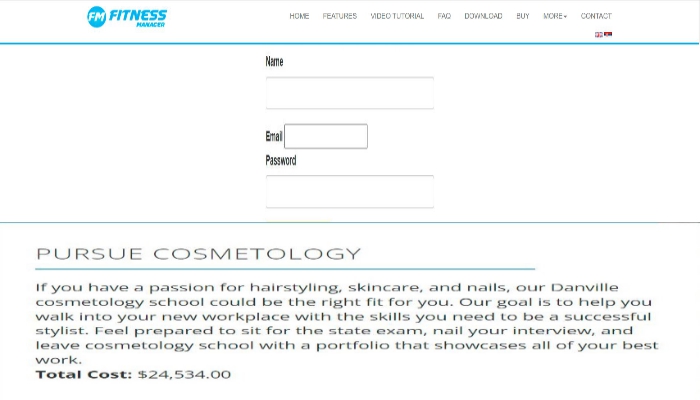 FM FITNESS
MANAGER
HOME FEATURES VIDEO TUTORIAL FAQ DOWNLOAD BUY MORE CONTACT
Name
Email
Password
PURSUE COSMETOLOGY
If you have a passion for hairstyling, skincare, and nails, our Danville
cosmetology school could be the right fit for you. Our goal is to help you
walk into your new workplace with the skills you need to be a successful
stylist. Feel prepared to sit for the state exam, nail your interview, and
leave cosmetology school with a portfolio that showcases all of your best
work.
Total Cost: $24,534.00